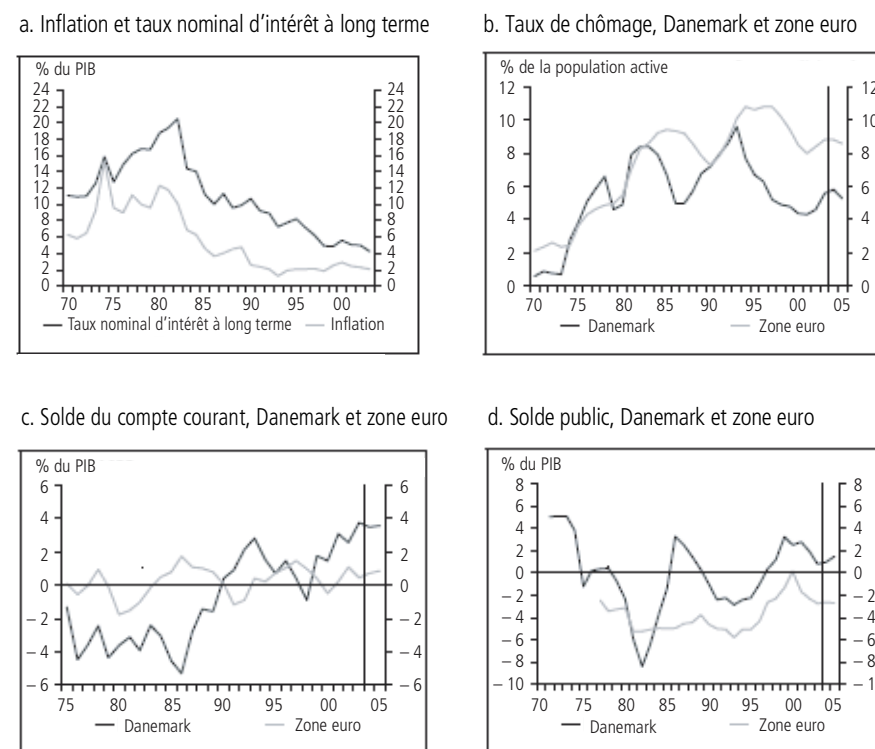 a. Inflation et taux nominal d'intérêt à long terme
% du PIB
24 24
22 22
20 20
18 18
16 16
14 14
12 12
10 10
8 8
6 6
4 4
2 2
0 0
70 75 80 85 90 95 00
Taux nominal d'intérêt à long terme Inflation
b. Taux de chômage, Danemark et zone euro
% de la population active
12 12
10 10
8 8
6 6
4 4
2 2
0 0
70 75 80 85 90 95 00 05
Danemark Zone euro
c. Solde du compte courant, Danemark et zone euro
% du PIB
6 6
4 4
2 2
0 0
– 2 – 2
– 4 – 4
– 6 – 6
75 80 85 90 95 00 05
Danemark Zone euro
d. Solde public, Danemark et zone euro
% du PIB
8 8
6 6
4 4
2 2
0 0
– 2 – 2
– 4 – 4
– 6 – 6
– 8 – 8
– 10 – 1
70 75 80 85 90 95 00 05
Danemark Zone euro